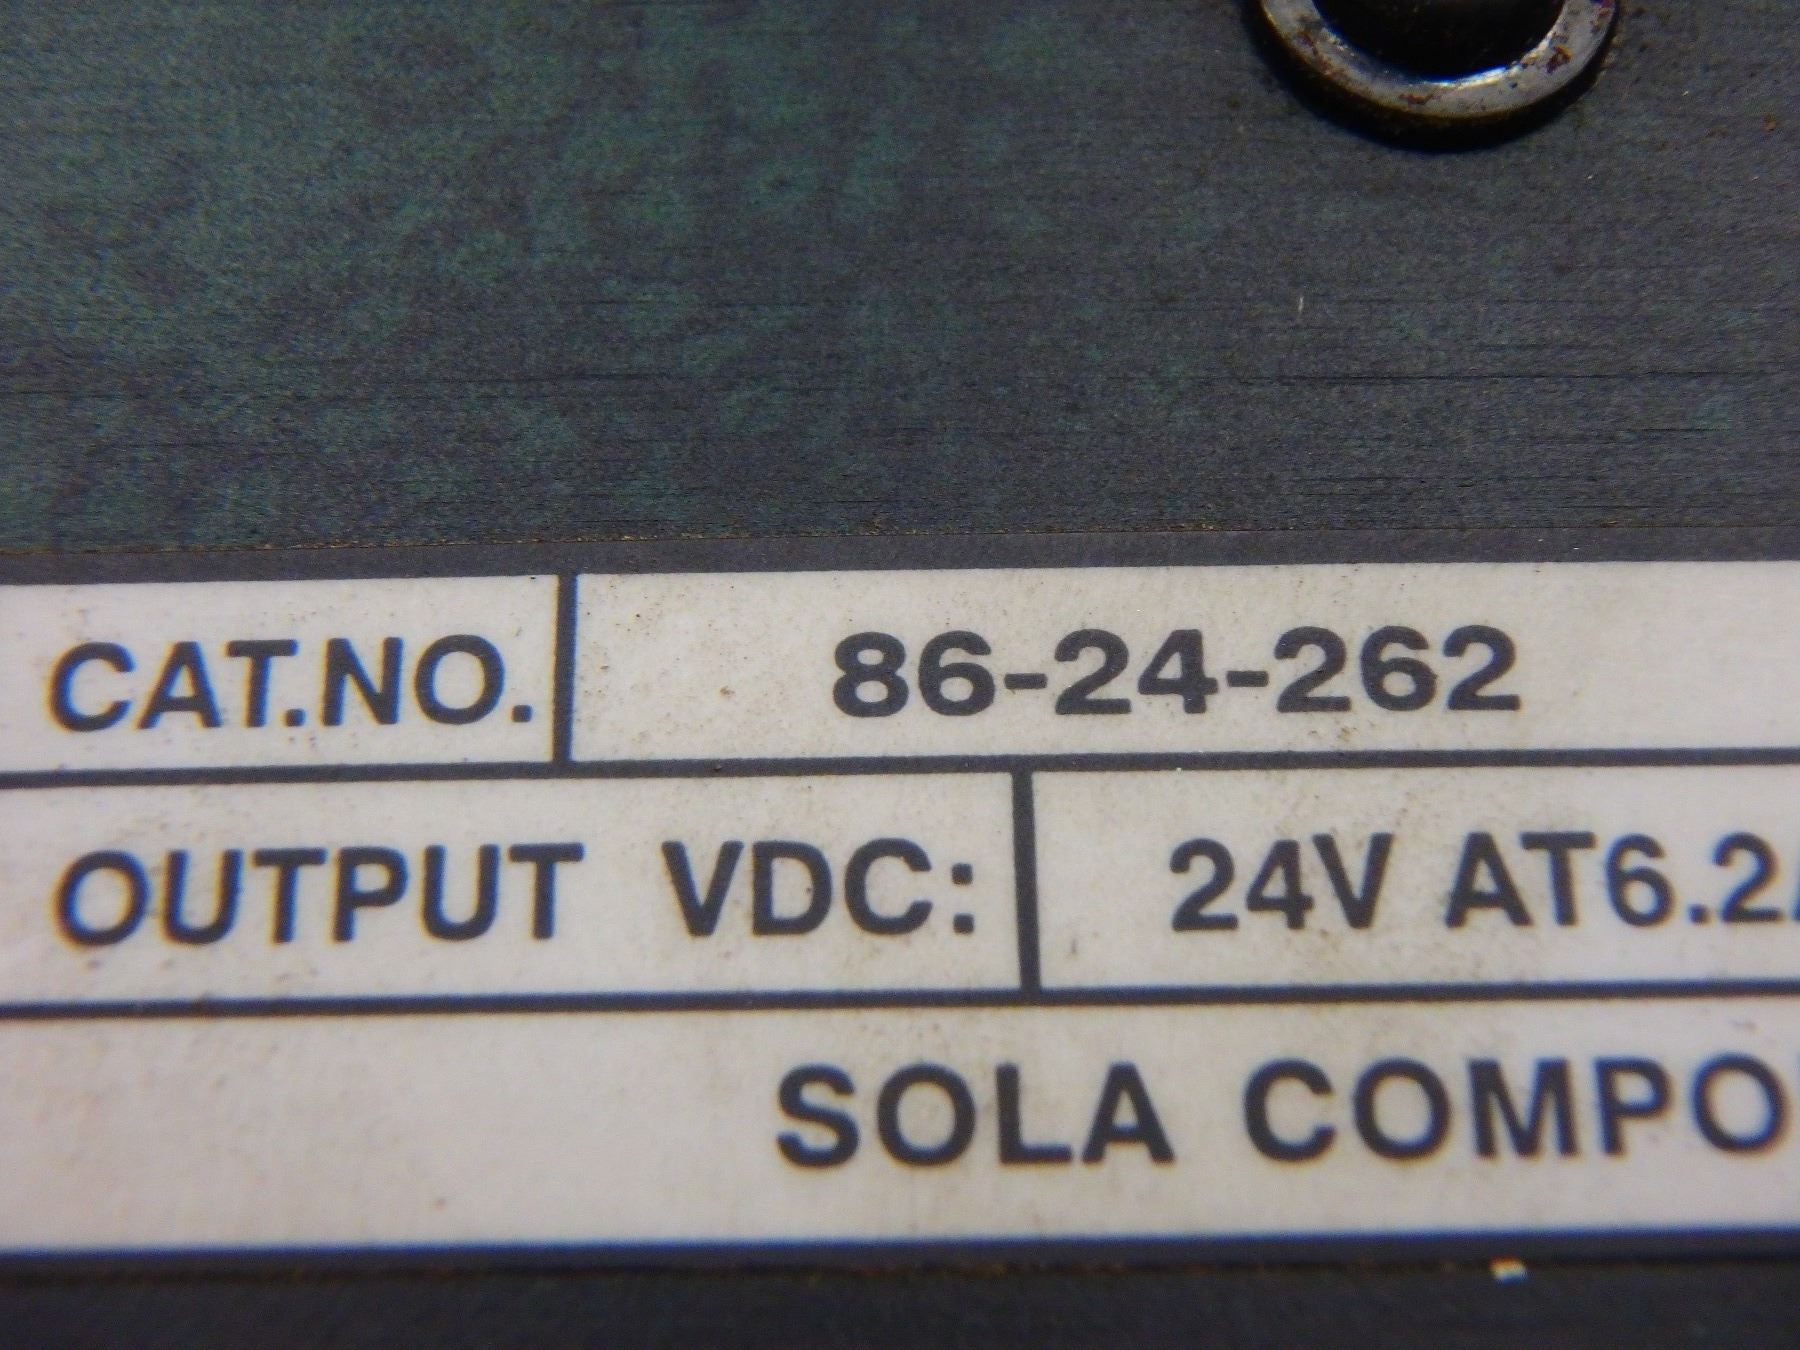 CAT.NO. 86-24-262
OUTPUT VDC: 24V AT6.2
SOLA COMPO